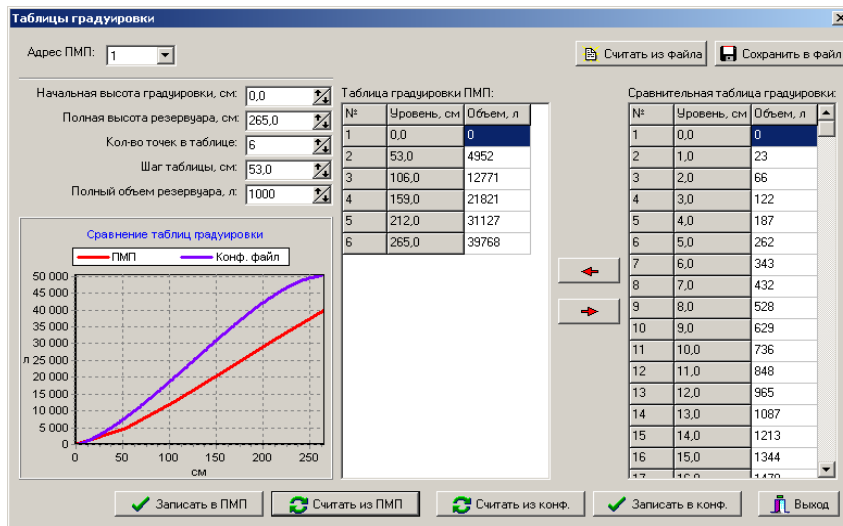 Таблицы градуировки
Адрес ПМП: 1
Считать из файла
Сохранить в файл
Начальная высота градуировки, см: 0,0
Полная высота резервуара, см: 265,0
Кол-во точек в таблице: 6
Шаг таблицы, см: 53,0
Полный объем резервуара, л: 1000
Таблица градуировки ПМП:
№ Уровень, см Объем, л
1 0,0 0
2 53,0 4952
3 106,0 12771
4 159,0 21821
5 212,0 31127
6 265,0 39768
Сравнительная таблица градуировки:
№ Уровень, см Объем, л
1 0,0 0
2 1,0 23
3 2,0 66
4 3,0 122
5 4,0 187
6 5,0 262
7 6,0 343
8 7,0 432
9 8,0 528
10 9,0 629
11 10,0 736
12 11,0 848
13 12,0 965
14 13,0 1087
15 14,0 1213
16 15,0 1344
17 16,0 1479
Сравнение таблиц градуировки
ПМП Конф. файл
50 000
45 000
40 000
35 000
30 000
л 25 000
20 000
15 000
10 000
5 000
0
0 50 100 150 200 250
см
Записать в ПМП
Считать из ПМП
Считать из конф.
Записать в конф.
Выход